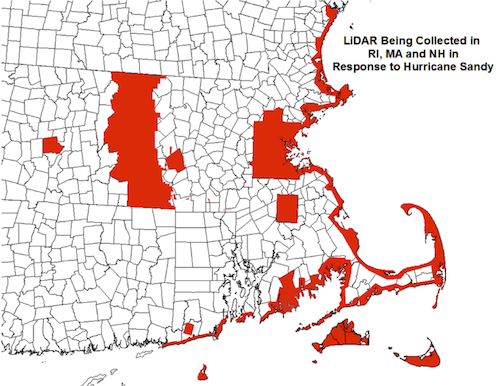 LiDAR Being Collected in
RI, MA and NH in
Response to Hurricane Sandy